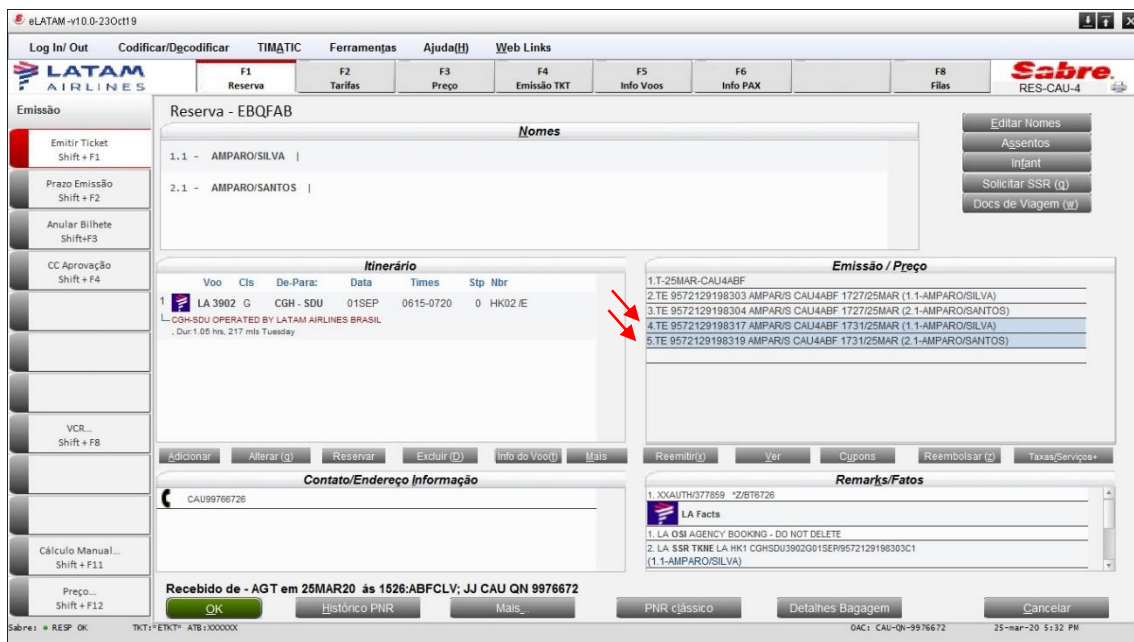 eLATAM -v10.0-23Oct19
Log In/ Out Codificar/Decodificar TIMATIC Ferramentas Ajuda(H) Web Links
LATAM
AIRLINES
F1
Reserva
F2
Tarifas
F3
Preço
F4
Emissão TKT
F5
Info Voos
F6
Info PAX
F8
Filas
Sabre.
RES-CAU-4
Emissão
Emitir Ticket
Shift + F1
Prazo Emissão
Shift + F2
Anular Bilhete
Shift+F3
CC Aprovação
Shift + F4
VCR...
Shift + F8
Cálculo Manual...
Shift + F11
Preço...
Shift + F12
Reserva - EBQFAB
Nomes
1.1 - AMPARO/SILVA |
2.1 - AMPARO/SANTOS |
Editar Nomes
Assentos
Infant
Solicitar SSR (q)
Docs de Viagem (w)
Itinerário
Voo Cls De-Para: Data Times Stp Nbr
1 LA 3902 G CGH - SDU 01SEP 0615-0720 0 HK02 /E
CGH-SDU OPERATED BY LATAM AIRLINES BRASIL
, Dur:1.05 hrs, 217 mls Tuesday
Adicionar Alterar (g) Reservar Excluir (D) Info do Voo(f) Mais
Emissão / Preço
1.T-25MAR-CAU4ABF
2.TE 9572129198303 AMPAR/S CAU4ABF 1727/25MAR (1.1-AMPARO/SILVA)
3.TE 9572129198304 AMPAR/S CAU4ABF 1727/25MAR (2.1-AMPARO/SANTOS)
4.TE 9572129198317 AMPAR/S CAU4ABF 1731/25MAR (1.1-AMPARO/SILVA)
5.TE 9572129198319 AMPAR/S CAU4ABF 1731/25MAR (2.1-AMPARO/SANTOS)
Reemitir(x) Ver Cupons Reembolsar (z) Taxas/Serviços+
Contato/Endereço Informação
CAU99766726
Remarks/Fatos
1. XXAUTH/377859 *Z/BT6726
LA Facts
1. LA OSI AGENCY BOOKING - DO NOT DELETE
2. LA SSR TKNE LA HK1 CGHSDU3902G01SEP/9572129198303C1
(1.1-AMPARO/SILVA)
Recebido de - AGT em 25MAR20 ás 1526:ABFCLV; JJ CAU QN 9976672
OK Histórico PNR Mais... PNR clássico Detalhes Bagagem Cancelar
Sabre: RESP OK TKT:*ETKT* ATB:XXXXXX OAC: CAU-QN-9976672 25-mar-20 5:32 PM